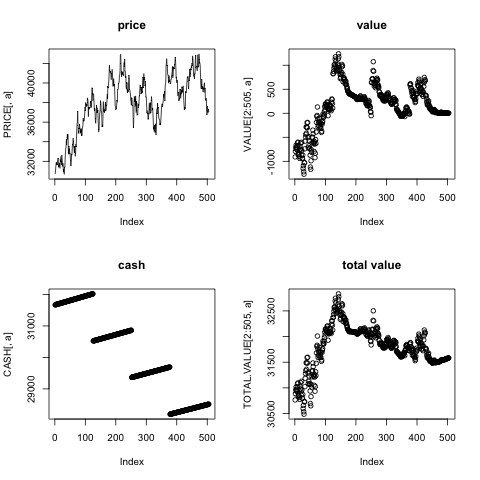 price
value
PRICE[, a]
32000
36000
40000
0
100
200
300
400
500
Index
VALUE[2:505, a]
-1000
0
500
0
100
200
300
400
500
Index
cash
total value
CASH[, a]
29000
31000
0
100
200
300
400
500
Index
TOTAL.VALUE[2:505, a]
30500
31500
32500
0
100
200
300
400
500
Index